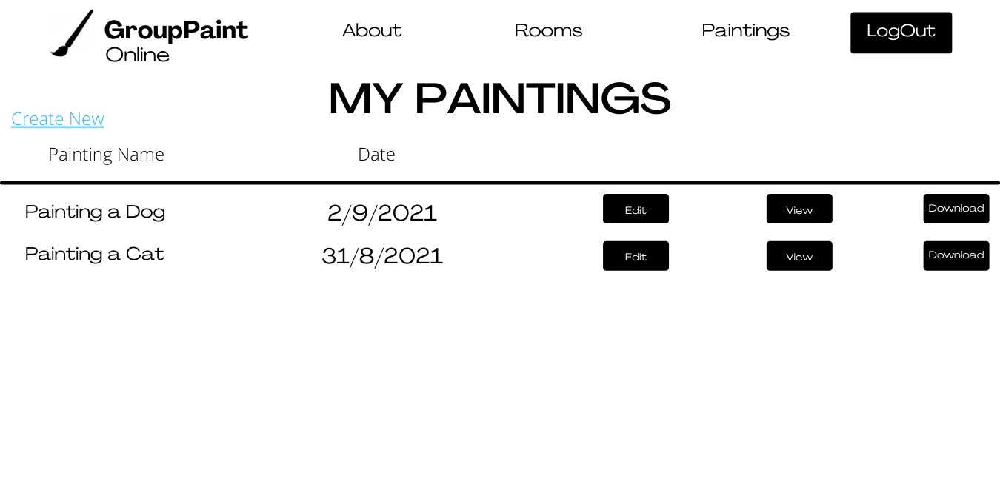 GroupPaint
Online
About
Rooms
Paintings
LogOut
MY PAINTINGS
Create New
Painting Name
Date
Painting a Dog
2/9/2021
Edit
View
Download
Painting a Cat
31/8/2021
Edit
View
Download